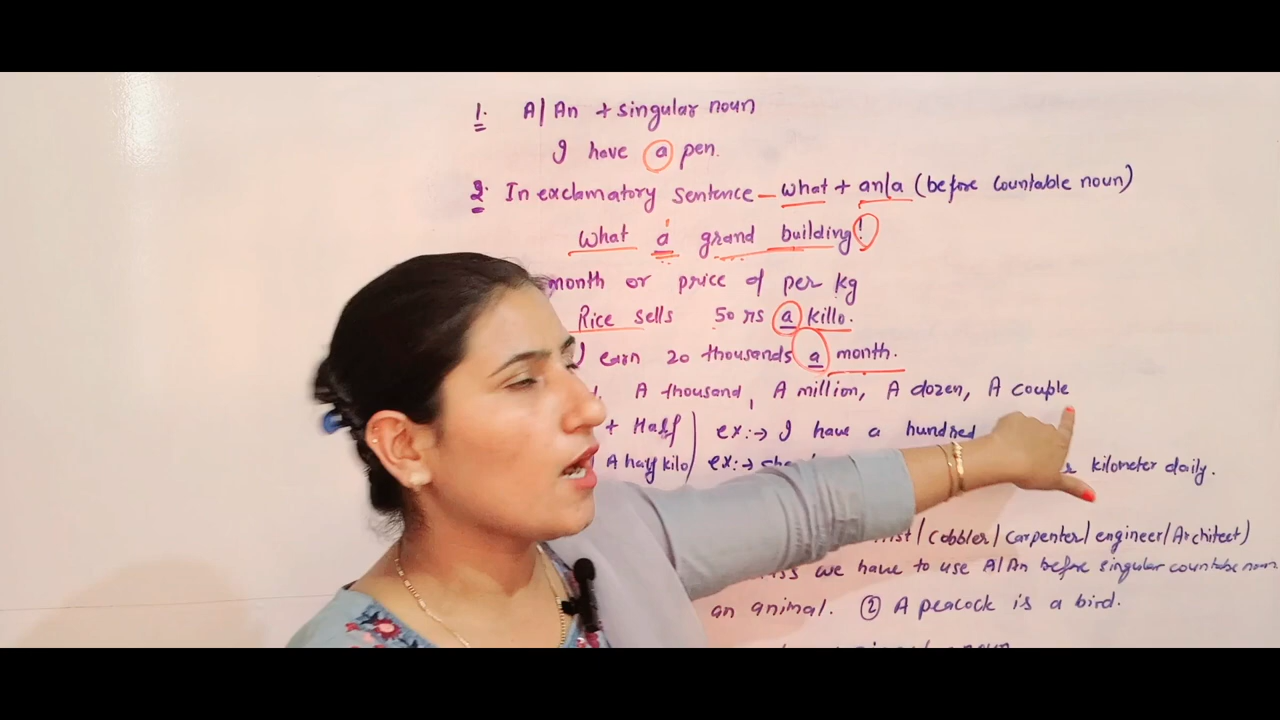 1. A/An + singular noun
I have a pen.
2. In exclamatory sentence - what + an/a (before countable noun)
What a grand building!
month or price of per kg
Rice sells 50 rs a killo.
I earn 20 thousands a month.
A thousand, A million, A dozen, A couple
+ Half) ex:→ I have a hundred
A half kilo) ex:→ kilometer daily.
/cobbler/carpenter/engineer/Architect)
we have to use A/An before singular countable noun
an animal. ② A peacock is a bird.